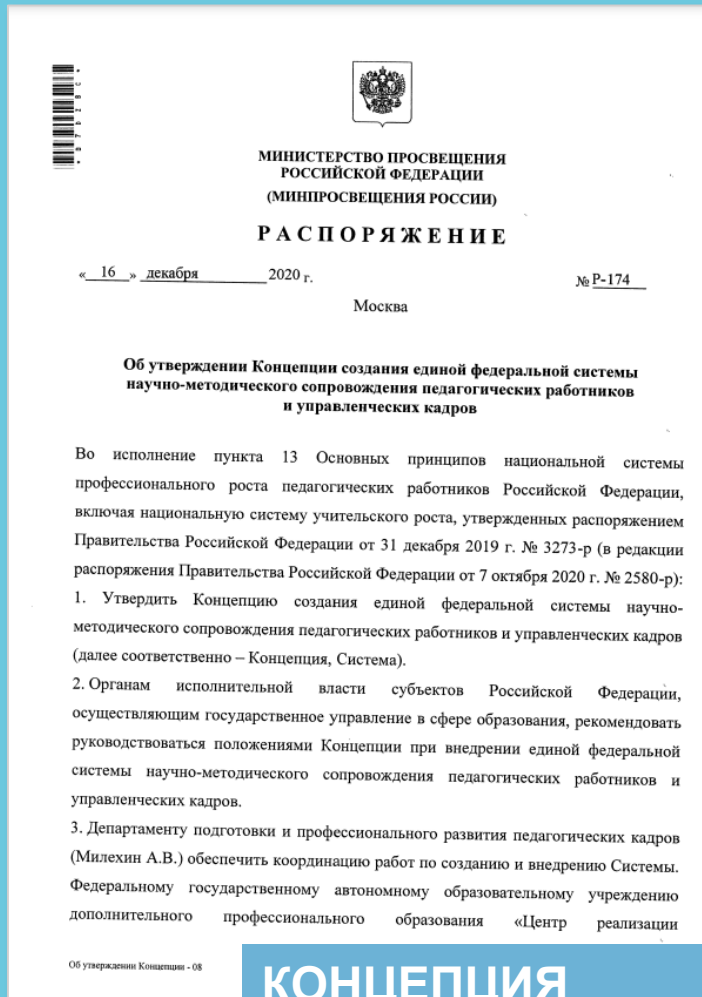 МИНИСТЕРСТВО ПРОСВЕЩЕНИЯ
РОССИЙСКОЙ ФЕДЕРАЦИИ
(МИНПРОСВЕЩЕНИЯ РОССИИ)
РАСПОРЯЖЕНИЕ
« 16 » декабря 2020 г. № Р-174
Москва
Об утверждении Концепции создания единой федеральной системы
научно-методического сопровождения педагогических работников
и управленческих кадров
Во исполнение пункта 13 Основных принципов национальной системы
профессионального роста педагогических работников Российской Федерации,
включая национальную систему учительского роста, утвержденных распоряжением
Правительства Российской Федерации от 31 декабря 2019 г. № 3273-р (в редакции
распоряжения Правительства Российской Федерации от 7 октября 2020 г. № 2580-р):
1. Утвердить Концепцию создания единой федеральной системы научно-
методического сопровождения педагогических работников и управленческих кадров
(далее соответственно – Концепция, Система).
2. Органам исполнительной власти субъектов Российской Федерации,
осуществляющим государственное управление в сфере образования, рекомендовать
руководствоваться положениями Концепции при внедрении единой федеральной
системы научно-методического сопровождения педагогических работников и
управленческих кадров.
3. Департаменту подготовки и профессионального развития педагогических кадров
(Милехин А.В.) обеспечить координацию работ по созданию и внедрению Системы.
Федеральному государственному автономному образовательному учреждению
дополнительного профессионального образования «Центр реализации
Об утверждении Концепции - 08
КОНЦЕПЦИЯ